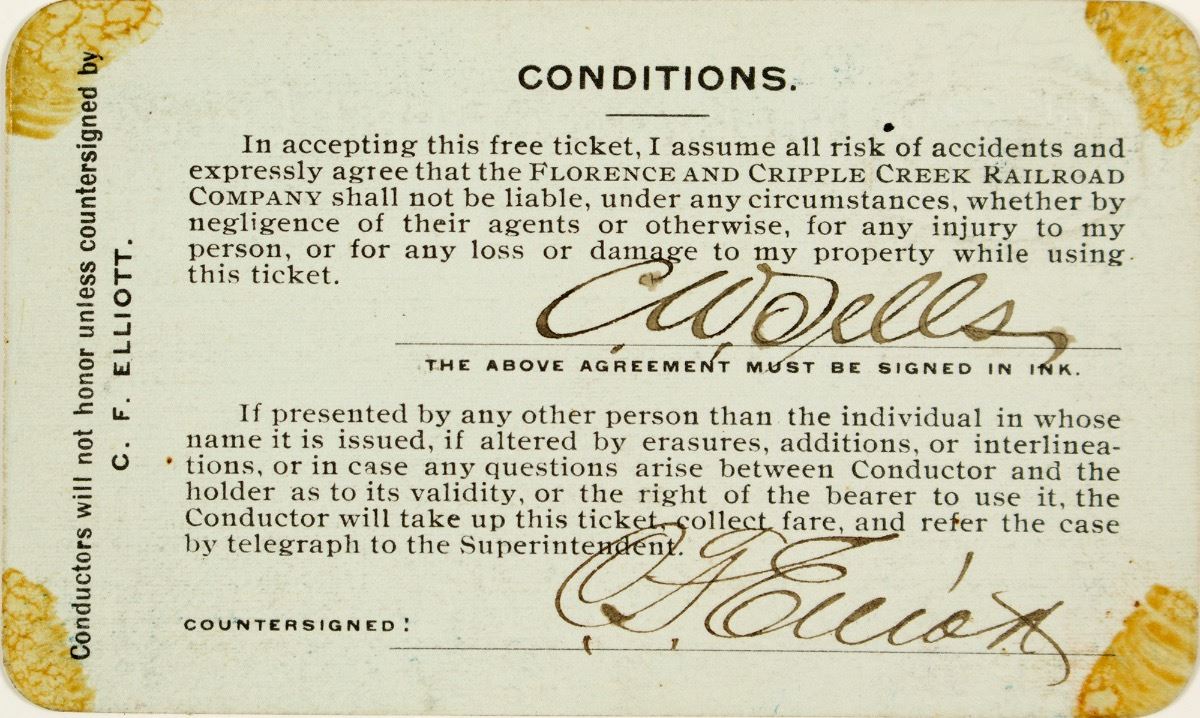 Conductors will not honor unless countersigned by
C. F. ELLIOTT.
CONDITIONS.
In accepting this free ticket, I assume all risk of accidents and
expressly agree that the FLORENCE AND CRIPPLE CREEK RAILROAD
COMPANY shall not be liable, under any circumstances, whether by
negligence of their agents or otherwise, for any injury to my
person, or for any loss or damage to my property while using
this ticket.
C. W. Sells
THE ABOVE AGREEMENT MUST BE SIGNED IN INK.
If presented by any other person than the individual in whose
name it is issued, if altered by erasures, additions, or interlinea-
tions, or in case any questions arise between Conductor and the
holder as to its validity, or the right of the bearer to use it, the
Conductor will take up this ticket, collect fare, and refer the case
by telegraph to the Superintendent.
COUNTERSIGNED:
C. F. Elliott